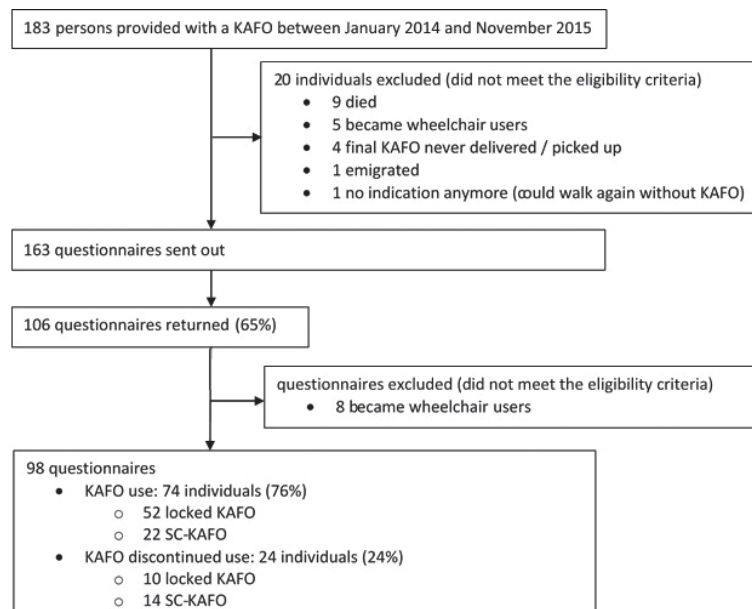 183 persons provided with a KAFO between January 2014 and November 2015
20 individuals excluded (did not meet the eligibility criteria)
• 9 died
• 5 became wheelchair users
• 4 final KAFO never delivered / picked up
• 1 emigrated
• 1 no indication anymore (could walk again without KAFO)
163 questionnaires sent out
106 questionnaires returned (65%)
questionnaires excluded (did not meet the eligibility criteria)
• 8 became wheelchair users
98 questionnaires
• KAFO use: 74 individuals (76%)
o 52 locked KAFO
o 22 SC-KAFO
• KAFO discontinued use: 24 individuals (24%)
o 10 locked KAFO
o 14 SC-KAFO